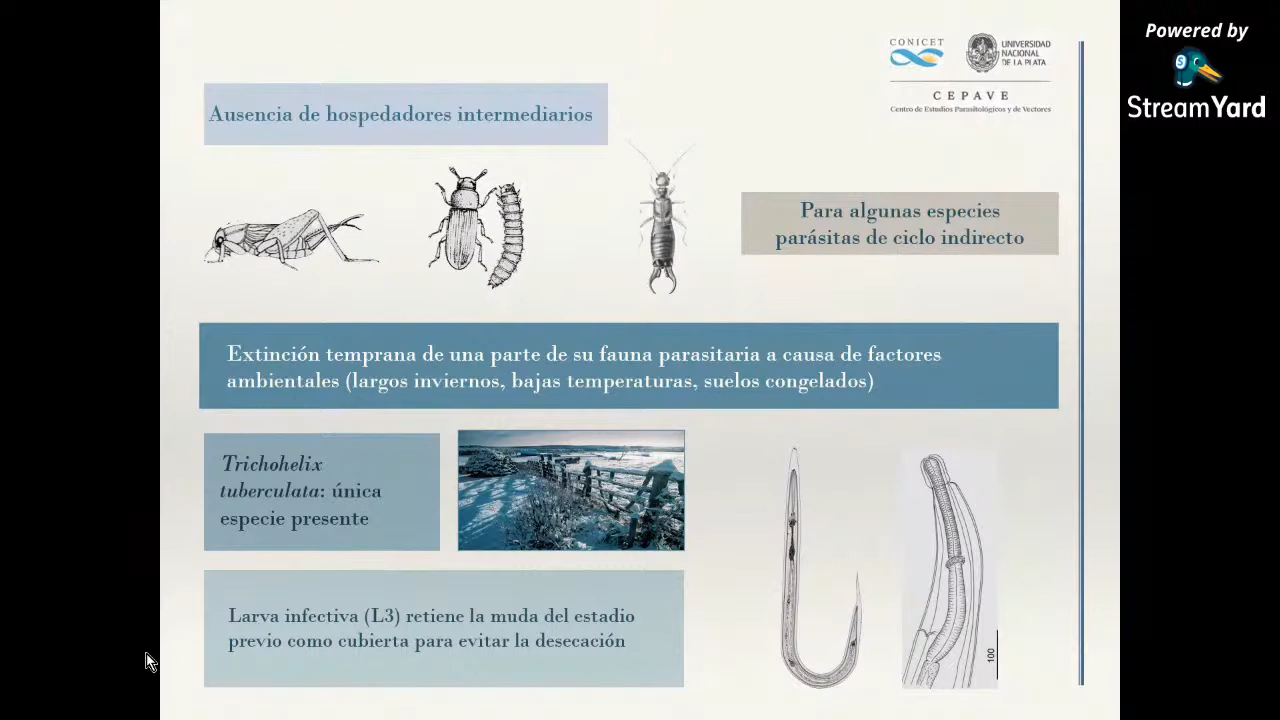 Powered by
StreamYard
CONICET
UNIVERSIDAD
NACIONAL
DE LA PLATA
CEPAVE
Centro de Estudios Parasitológicos y de Vectores
Ausencia de hospedadores intermediarios
Para algunas especies
parásitas de ciclo indirecto
Extinción temprana de una parte de su fauna parasitaria a causa de factores
ambientales (largos inviernos, bajas temperaturas, suelos congelados)
Trichohelix
tuberculata: única
especie presente
Larva infectiva (L3) retiene la muda del estadio
previo como cubierta para evitar la desecación
100